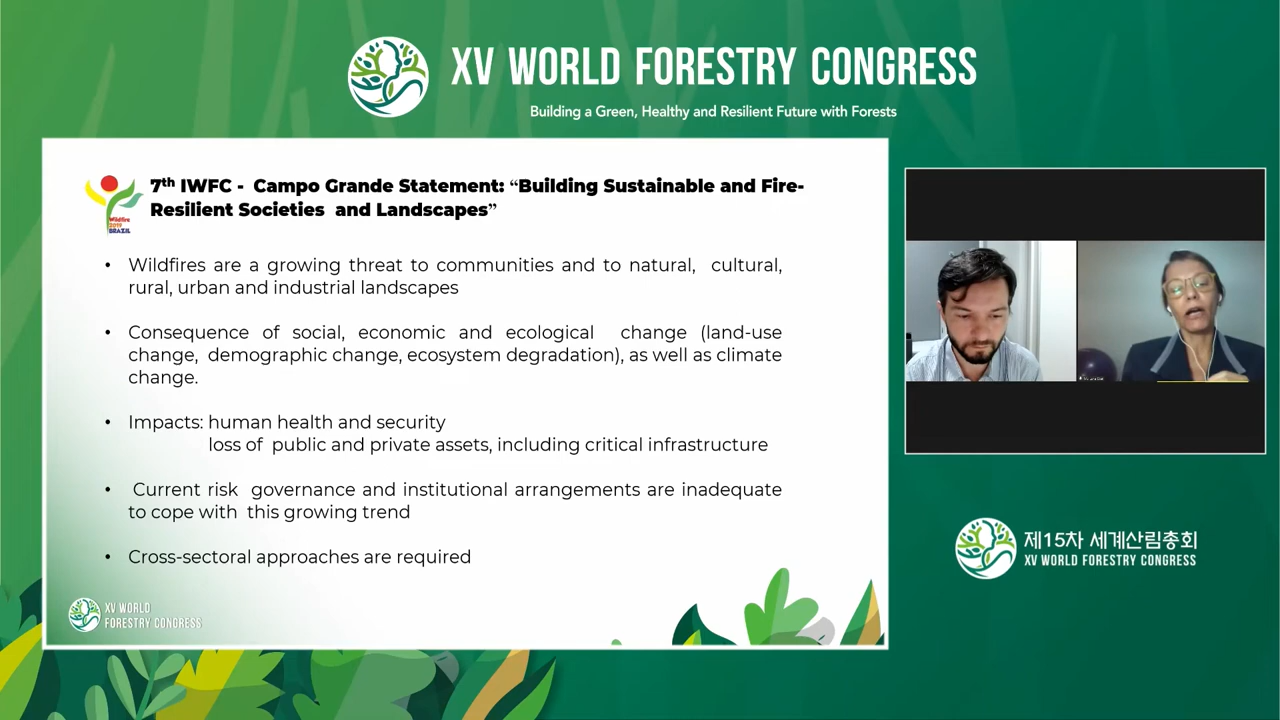 XV WORLD FORESTRY CONGRESS
Building a Green, Healthy and Resilient Future with Forests
7th IWFC - Campo Grande Statement: “Building Sustainable and Fire-
Resilient Societies and Landscapes”
Wildfire
2019
BRAZIL
• Wildfires are a growing threat to communities and to natural, cultural,
rural, urban and industrial landscapes
• Consequence of social, economic and ecological change (land-use
change, demographic change, ecosystem degradation), as well as climate
change.
• Impacts: human health and security
loss of public and private assets, including critical infrastructure
• Current risk governance and institutional arrangements are inadequate
to cope with this growing trend
• Cross-sectoral approaches are required
XV WORLD
FORESTRY CONGRESS
제15차 세계산림총회
XV WORLD FORESTRY CONGRESS